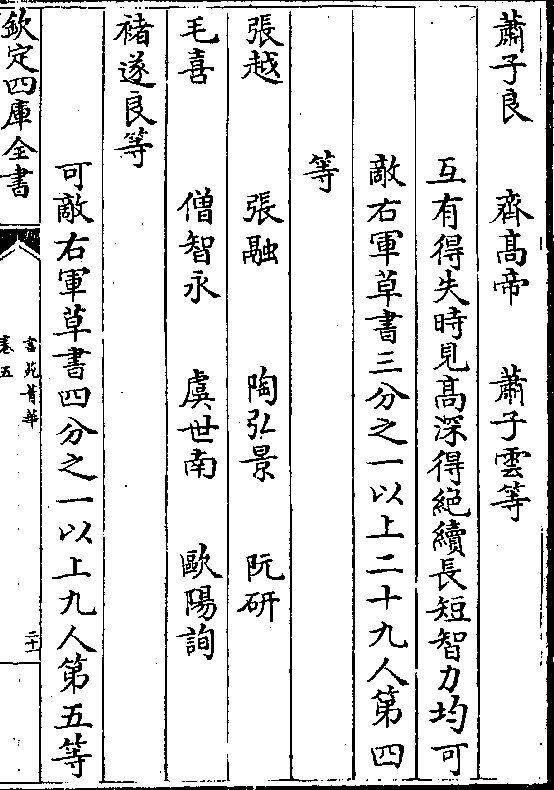 蕭子良　齊髙帝　蕭子雲等
互有得失時見髙深得絕續長短智力均可
敵右軍草書三分之一以上二十九人第四
等
張越　張融　陶弘景　阮研
毛喜　僧智永　虞世南　歐陽詢
褚遂良等
可敵右軍草書四分之一以上九人第五等
欽定四庫全書
書苑菁華
卷五
二十